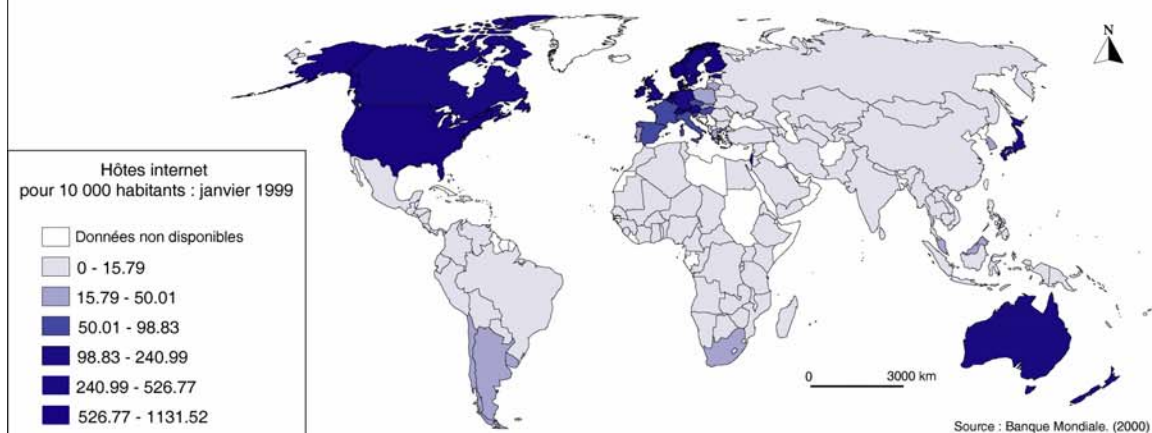 N
Hôtes internet
pour 10 000 habitants : janvier 1999
Données non disponibles
0 - 15.79
15.79 - 50.01
50.01 - 98.83
98.83 - 240.99
240.99 - 526.77
526.77 - 1131.52
0 3000 km
Source : Banque Mondiale. (2000)